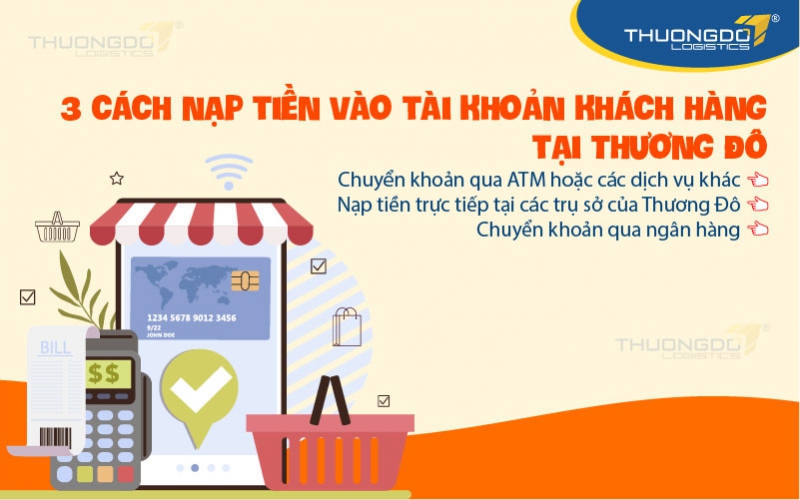 THUONGDO®
LOGISTICS
THUONGDO®
LOGISTICS
3 CÁCH NẠP TIỀN VÀO TÀI KHOẢN KHÁCH HÀNG
TẠI THƯƠNG ĐÔ
Chuyển khoản qua ATM hoặc các dịch vụ khác
Nạp tiền trực tiếp tại các trụ sở của Thương Đô
Chuyển khoản qua ngân hàng
1234 5678 9012 3456
9/22
JOHN DOE
BILL
$$
THUONGDO®
LOGISTICS